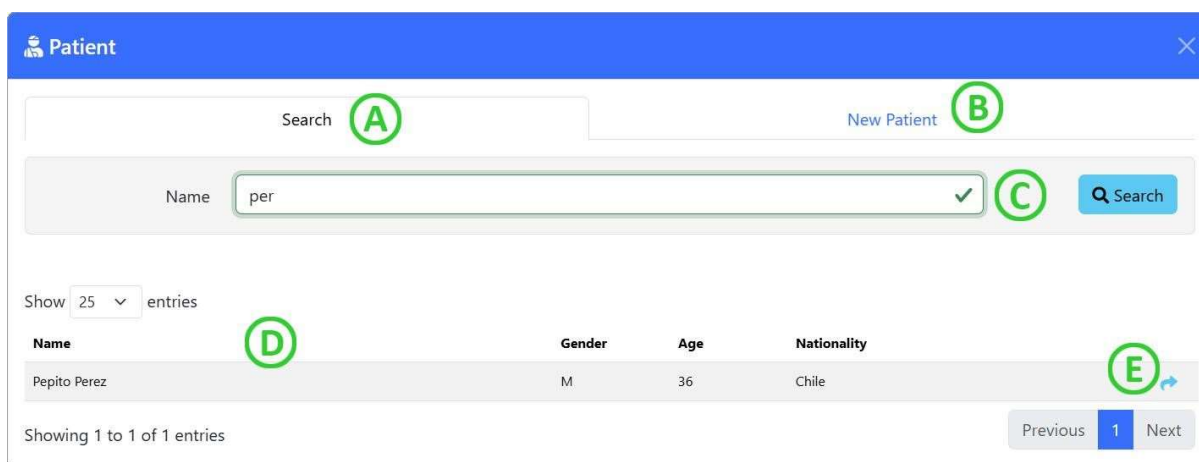 Patient
Search A New Patient B
Name per C Search
Show 25 entries
Name D Gender Age Nationality
Pepito Perez M 36 Chile E
Showing 1 to 1 of 1 entries Previous 1 Next